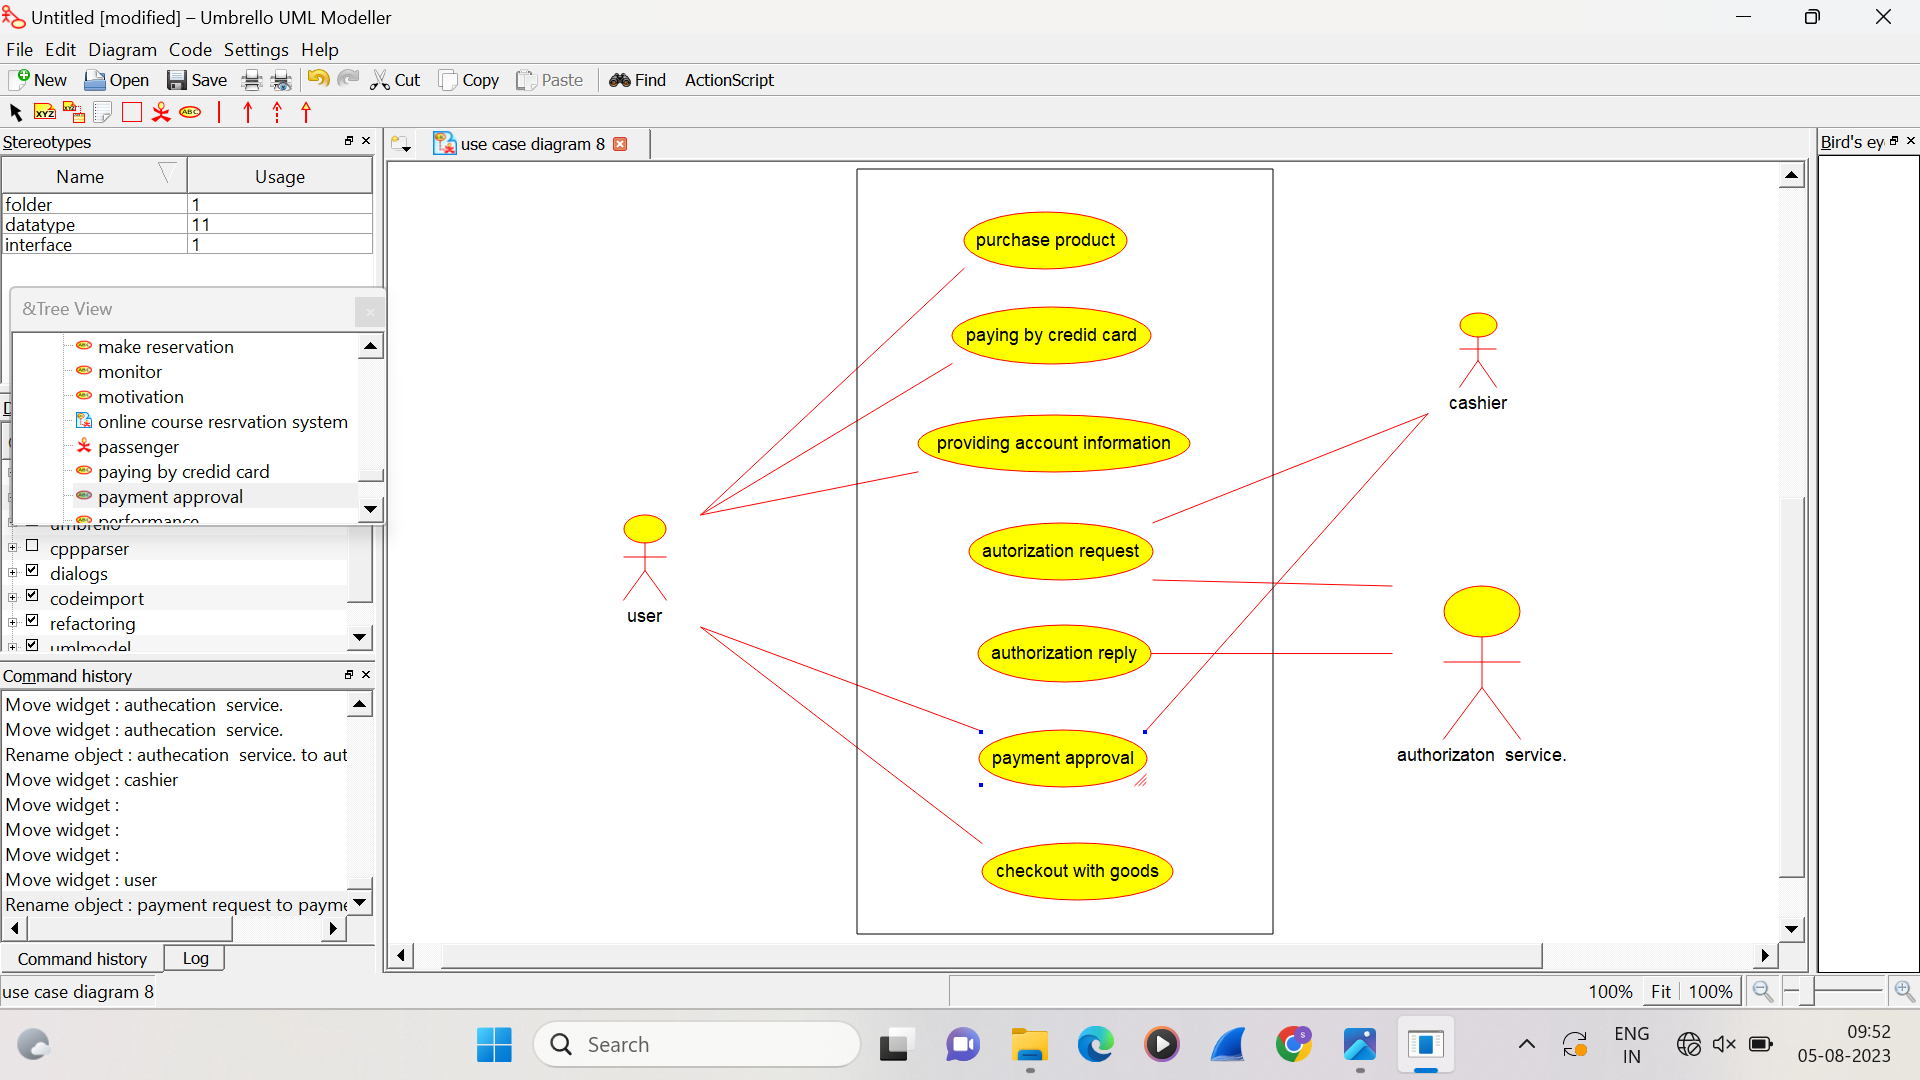 Untitled [modified] – Umbrello UML Modeller
File Edit Diagram Code Settings Help
New Open Save Cut Copy Paste Find ActionScript
Stereotypes
Name Usage
folder 1
datatype 11
interface 1
&Tree View
make reservation
monitor
motivation
online course resrvation system
passenger
paying by credid card
payment approval
performance
umbrello
cppparser
dialogs
codeimport
refactoring
umlmodel
Command history
Move widget : authecation service.
Move widget : authecation service.
Rename object : authecation service. to aut
Move widget : cashier
Move widget :
Move widget :
Move widget :
Move widget : user
Rename object : payment request to payme
Command history Log
use case diagram 8
use case diagram 8
purchase product
paying by credid card
providing account information
autorization request
authorization reply
payment approval
checkout with goods
user
cashier
authorizaton service.
Bird's ey
100% Fit 100%
Search
ENG
IN
09:52
05-08-2023